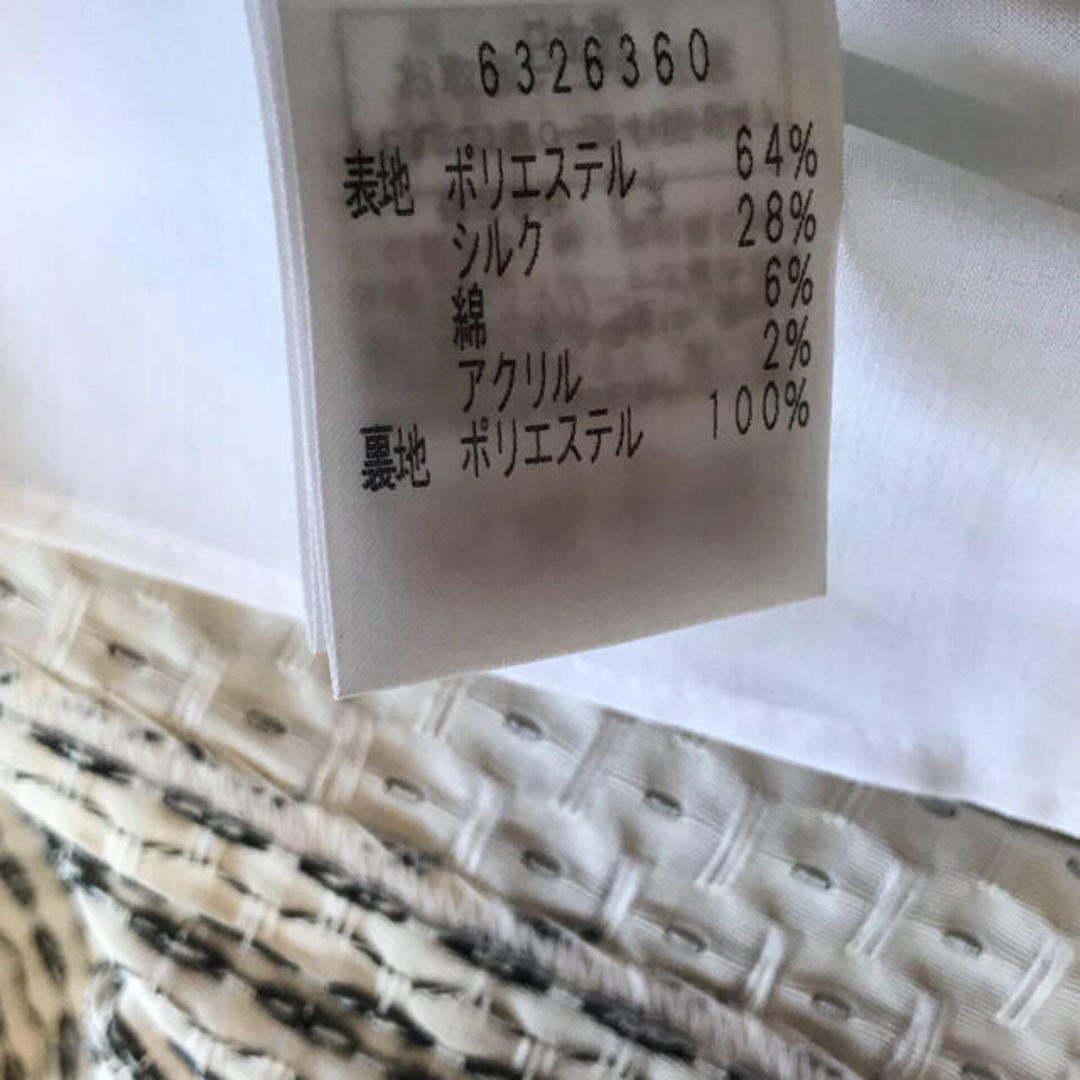 6326360
表地 ポリエステル 64%
シルク 28%
綿 6%
アクリル 2%
裏地 ポリエステル 100%